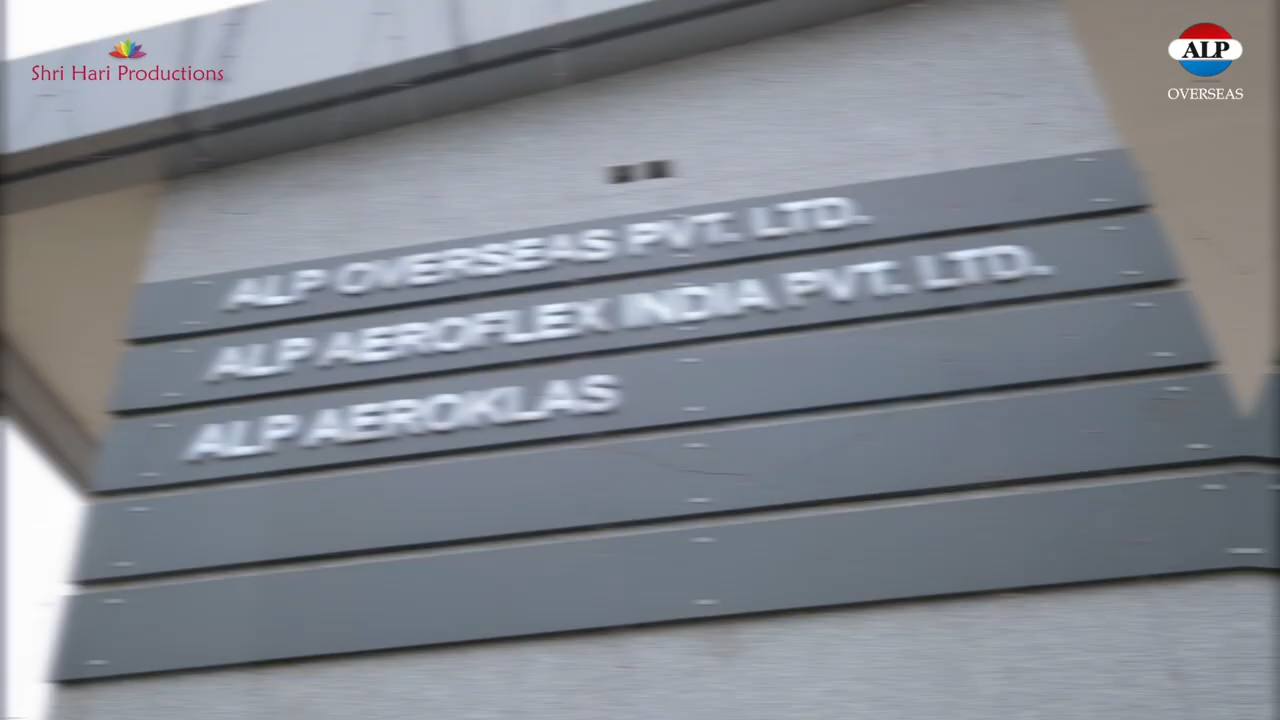 Shri Hari Productions
ALP
OVERSEAS
ALP OVERSEAS PVT. LTD.
ALP AEROFLEX INDIA PVT. LTD.
ALP AEROKLAS